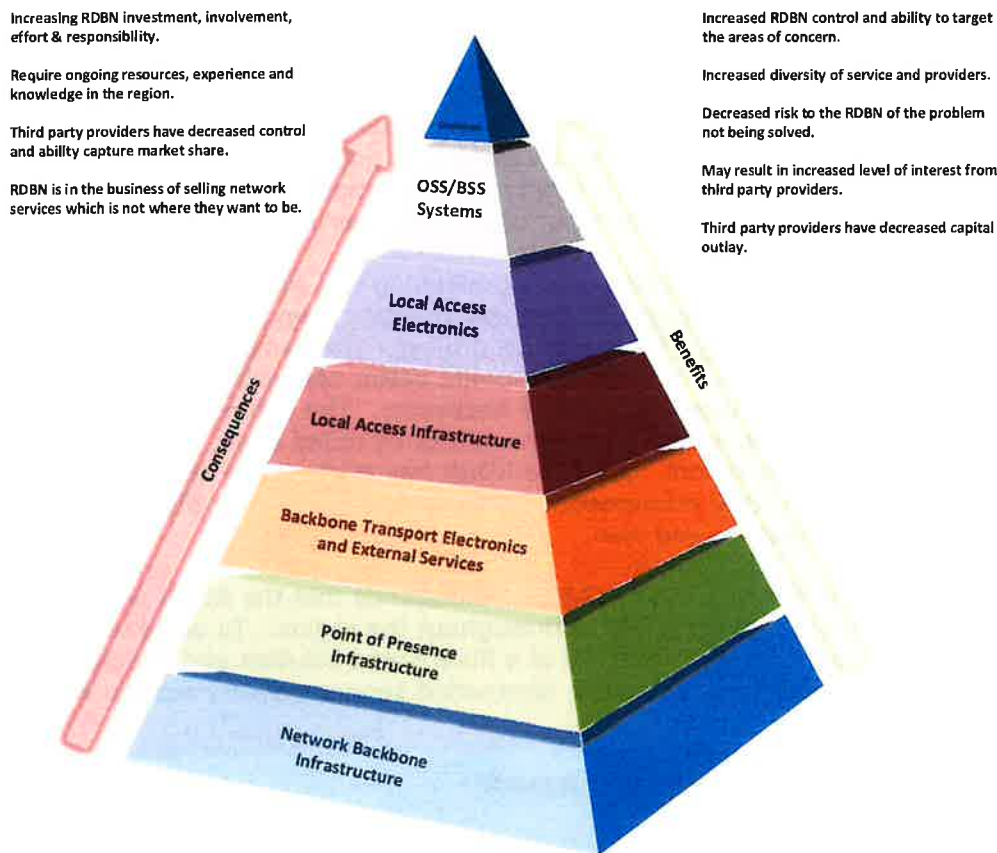 Increasing RDBN investment, involvement,
effort & responsibility.
Require ongoing resources, experience and
knowledge in the region.
Third party providers have decreased control
and ability capture market share.
RDBN is in the business of selling network
services which is not where they want to be.
Increased RDBN control and ability to target
the areas of concern.
Increased diversity of service and providers.
Decreased risk to the RDBN of the problem
not being solved.
May result in increased level of interest from
third party providers.
Third party providers have decreased capital
outlay.
OSS/BSS
Systems
Local Access
Electronics
Local Access Infrastructure
Backbone Transport Electronics
and External Services
Point of Presence
Infrastructure
Network Backbone
Infrastructure
Consequences
Benefits